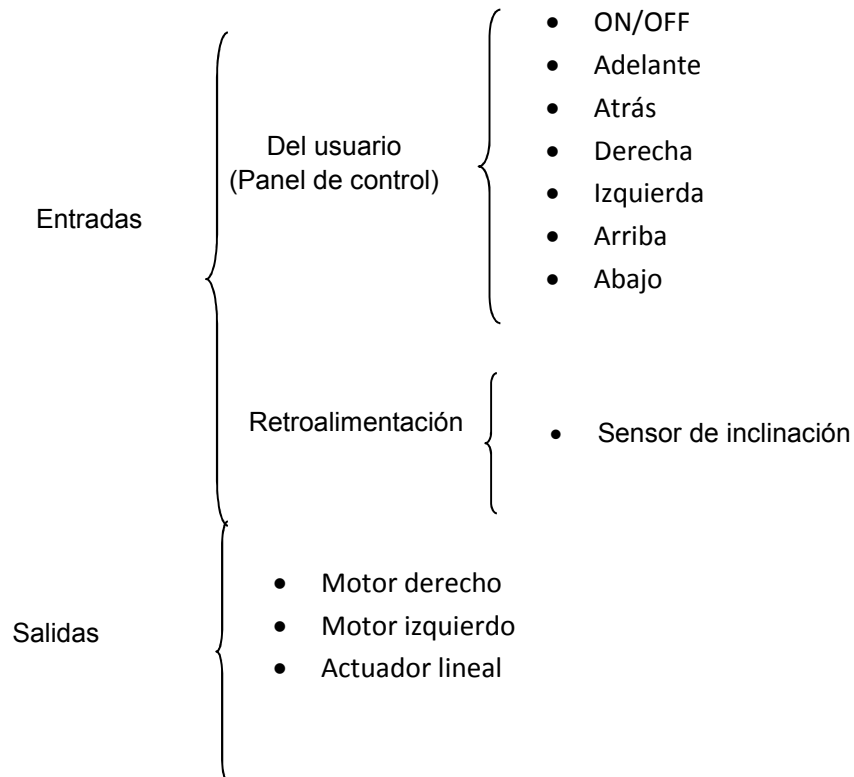 Entradas
Del usuario
(Panel de control)
• ON/OFF
• Adelante
• Atrás
• Derecha
• Izquierda
• Arriba
• Abajo
Retroalimentación
• Sensor de inclinación
Salidas
• Motor derecho
• Motor izquierdo
• Actuador lineal